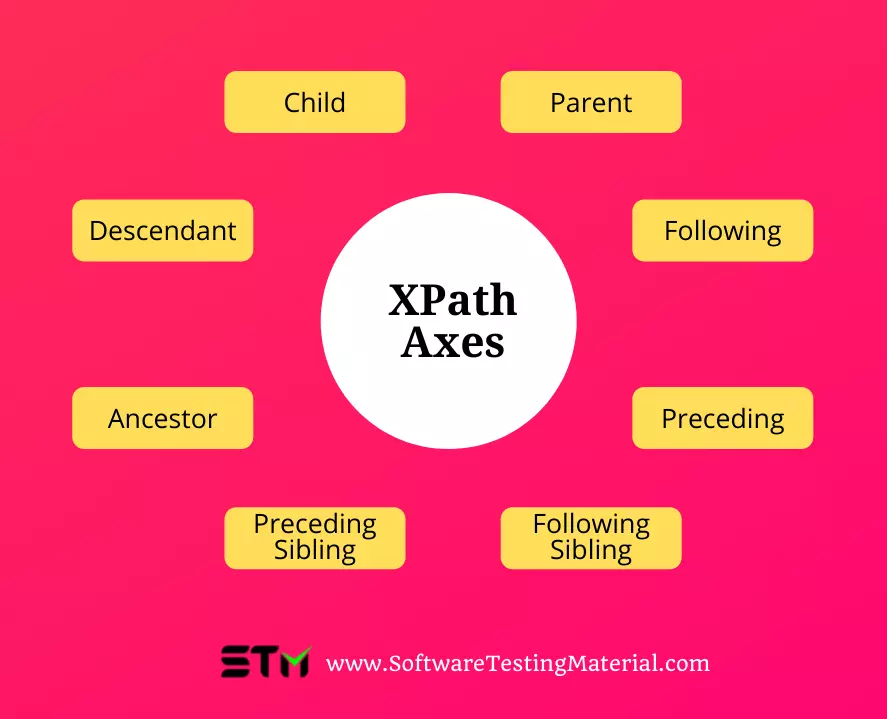 Child
Parent
Descendant
Following
XPath
Axes
Ancestor
Preceding
Preceding
Sibling
Following
Sibling
STM www.SoftwareTestingMaterial.com